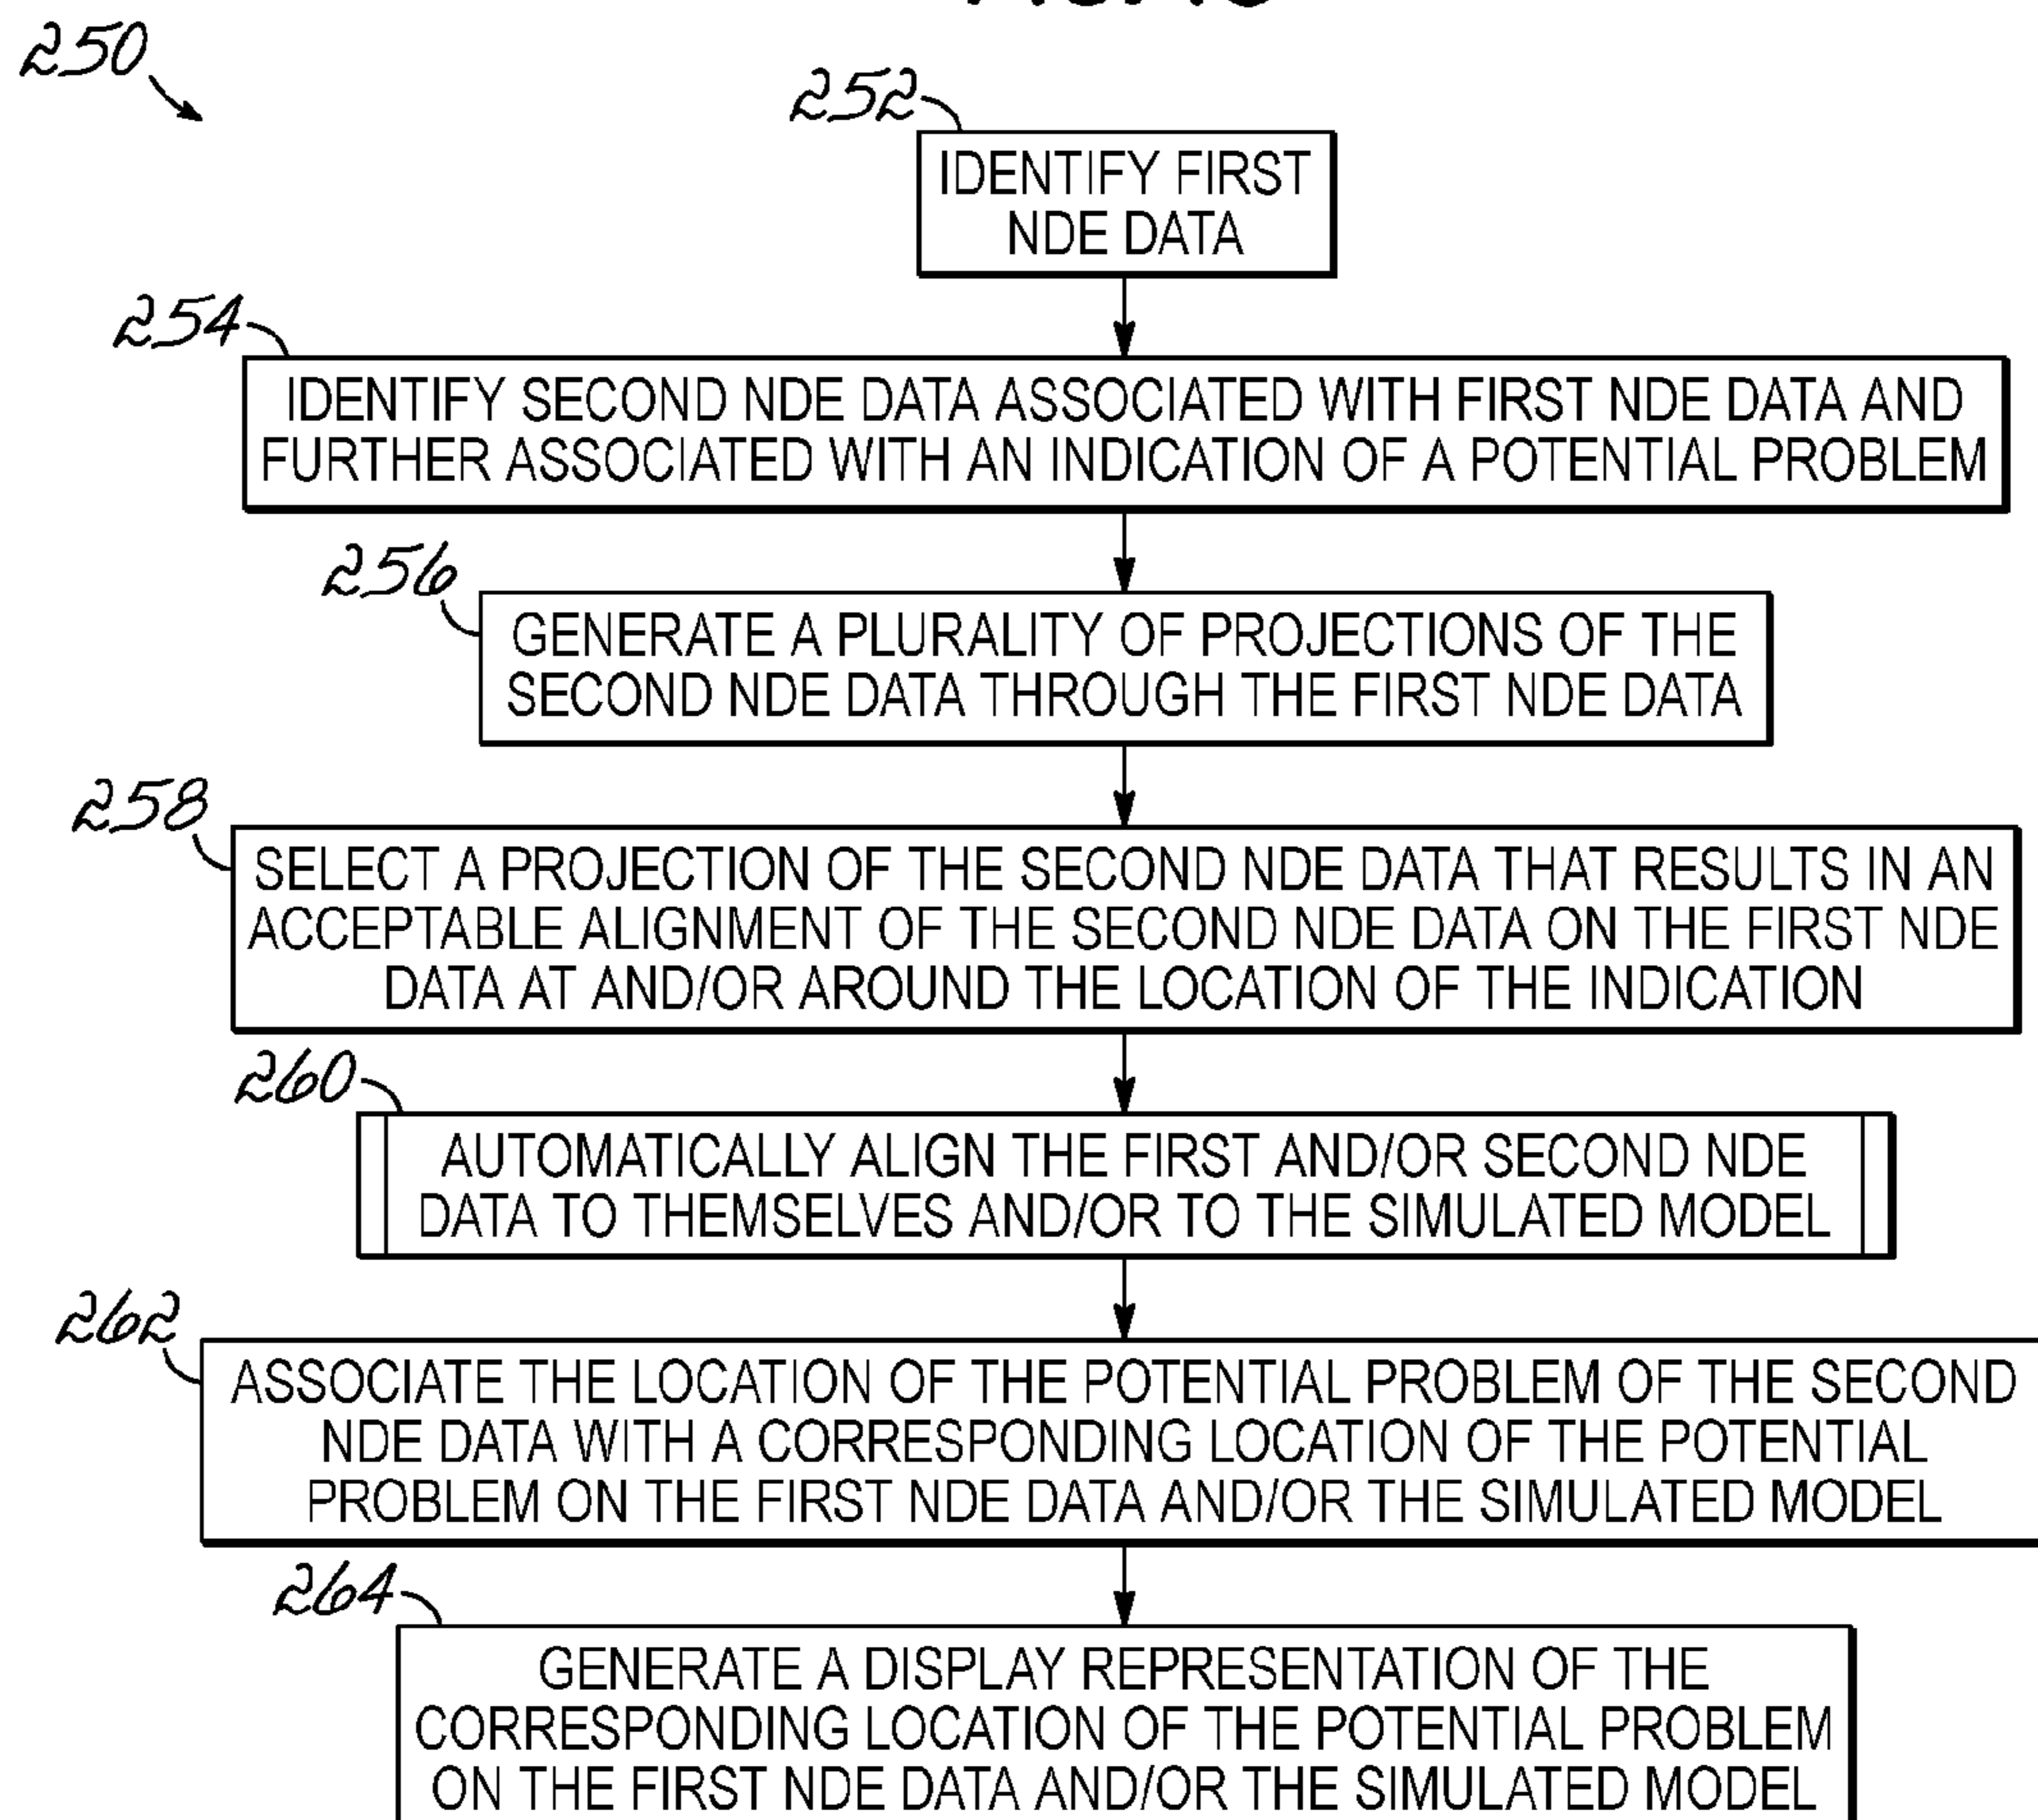 250
252
IDENTIFY FIRST
NDE DATA
254
IDENTIFY SECOND NDE DATA ASSOCIATED WITH FIRST NDE DATA AND
FURTHER ASSOCIATED WITH AN INDICATION OF A POTENTIAL PROBLEM
256
GENERATE A PLURALITY OF PROJECTIONS OF THE
SECOND NDE DATA THROUGH THE FIRST NDE DATA
258
SELECT A PROJECTION OF THE SECOND NDE DATA THAT RESULTS IN AN
ACCEPTABLE ALIGNMENT OF THE SECOND NDE DATA ON THE FIRST NDE
DATA AT AND/OR AROUND THE LOCATION OF THE INDICATION
260
AUTOMATICALLY ALIGN THE FIRST AND/OR SECOND NDE
DATA TO THEMSELVES AND/OR TO THE SIMULATED MODEL
262
ASSOCIATE THE LOCATION OF THE POTENTIAL PROBLEM OF THE SECOND
NDE DATA WITH A CORRESPONDING LOCATION OF THE POTENTIAL
PROBLEM ON THE FIRST NDE DATA AND/OR THE SIMULATED MODEL
264
GENERATE A DISPLAY REPRESENTATION OF THE
CORRESPONDING LOCATION OF THE POTENTIAL PROBLEM
ON THE FIRST NDE DATA AND/OR THE SIMULATED MODEL